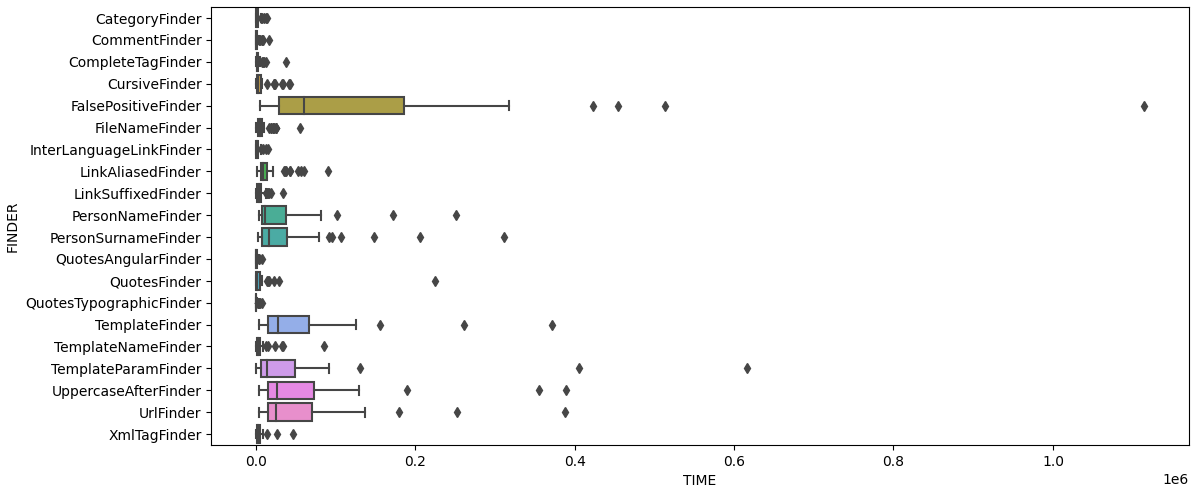 CategoryFinder
CommentFinder
CompleteTagFinder
CursiveFinder
FalsePositiveFinder
FileNameFinder
InterLanguageLinkFinder
LinkAliasedFinder
LinkSuffixedFinder
PersonNameFinder
PersonSurnameFinder
QuotesAngularFinder
QuotesFinder
QuotesTypographicFinder
TemplateFinder
TemplateNameFinder
TemplateParamFinder
UppercaseAfterFinder
UrlFinder
XmlTagFinder
FINDER
0.0 0.2 0.4 0.6 0.8 1.0
TIME
1e6